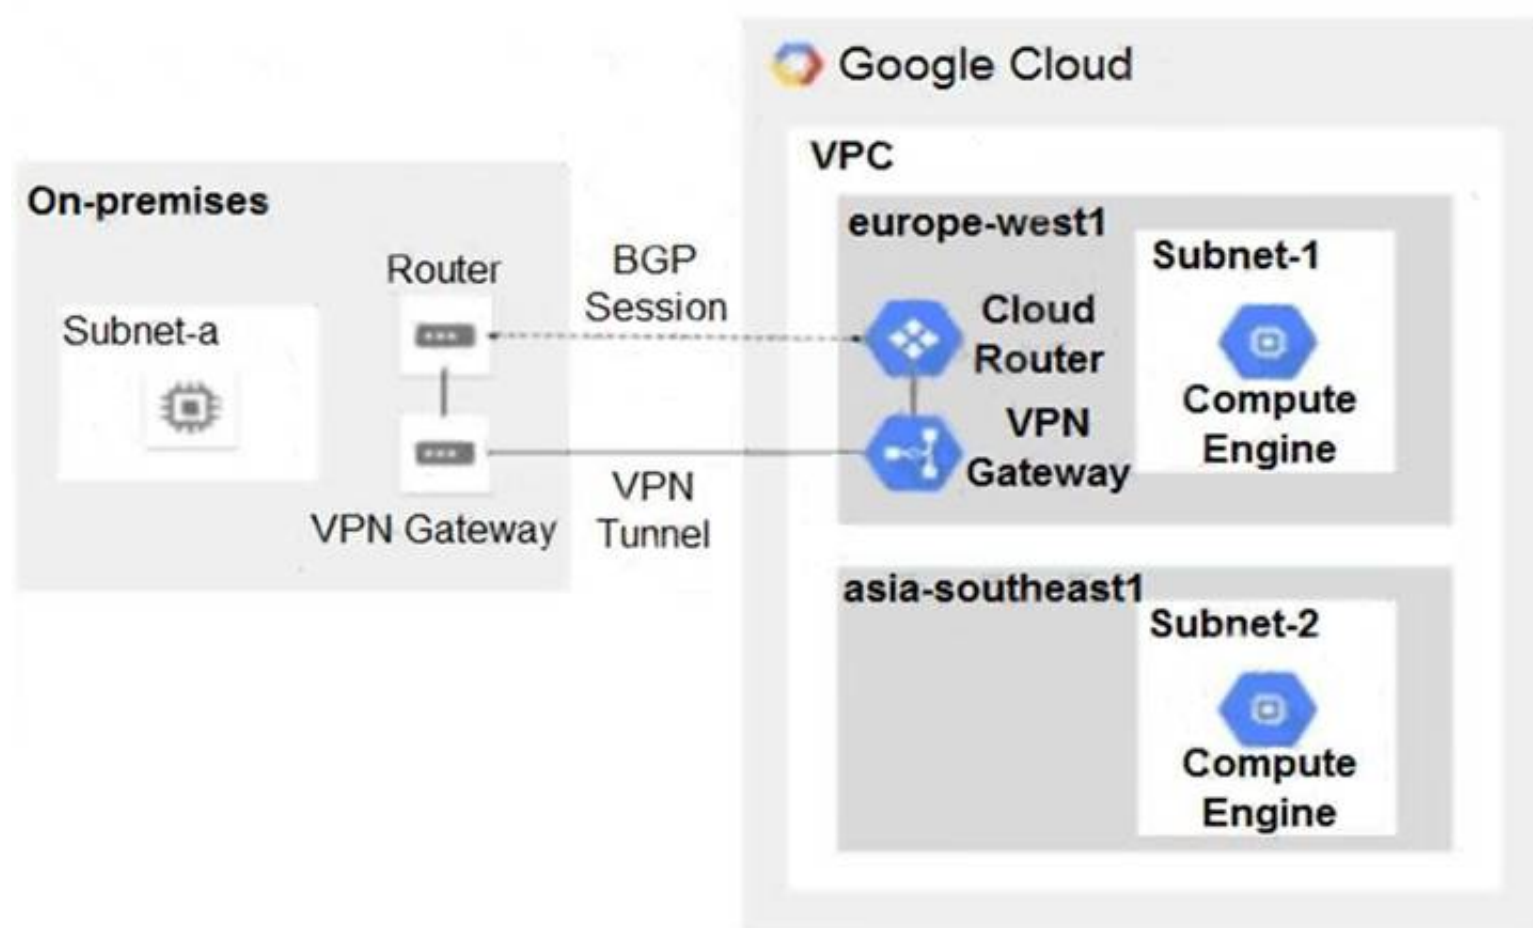 Google Cloud
VPC
On-premises
Router
Subnet-a
VPN Gateway
BGP
Session
VPN
Tunnel
europe-west1
Cloud
Router
VPN
Gateway
Subnet-1
Compute
Engine
asia-southeast1
Subnet-2
Compute
Engine